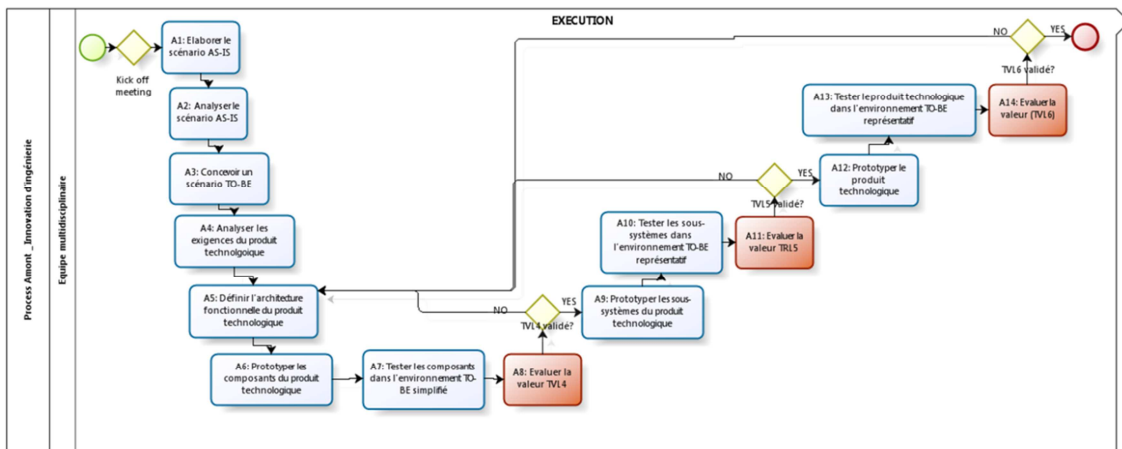 EXECUTION
Process Amont _Innovation d'ingénierie
Equipe multidisciplinaire
Kick off
meeting
A1: Elaborer le
scénario AS-IS
A2: Analyser le
scénario AS-IS
A3: Concevoir un
scénario TO-BE
A4: Analyser les
exigences du produit
technolgoique
A5: Définir l'architecture
fonctionnelle du produit
technologique
A6: Prototyper les
composants du produit
technologique
A7: Tester les composants
dans l'environnement TO-
BE simplifié
A8: Evaluer la
valeur TVL4
NO
YES
TVL4 validé?
A9: Prototyper les sous-
systèmes du produit
technologique
A10: Tester les sous-
systèmes dans
l'environnement TO-BE
représentatif
A11: Evaluer la
valeur TRL5
NO
YES
TVL5 validé?
A12: Prototyper le
produit
technologique
A13: Tester le produit technologique
dans l'environnement TO-BE
représentatif
A14: Evaluer la
valeur (TVL6)
NO
YES
TVL6 validé?